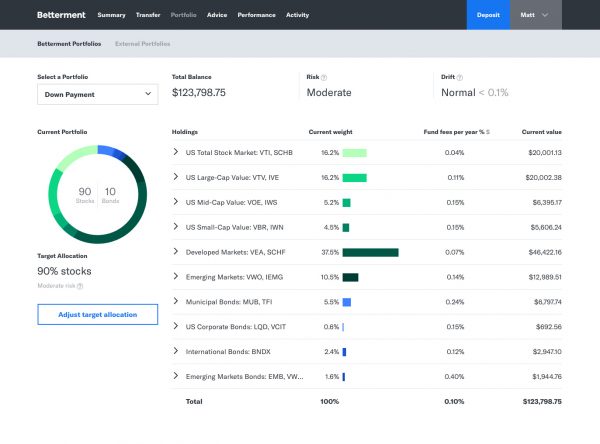 Betterment Summary Transfer Portfolio Advice Performance Activity Deposit Matt
Betterment Portfolios External Portfolios
Select a Portfolio Total Balance Risk ? Drift ?
Down Payment $123,798.75 Moderate Normal < 0.1%
Current Portfolio Holdings Current weight Fund fees per year % $ Current value
US Total Stock Market: VTI, SCHB 16.2% 0.04% $20,001.13
US Large-Cap Value: VTV, IVE 16.2% 0.11% $20,002.38
90 Stocks 10 Bonds
US Mid-Cap Value: VOE, IWS 5.2% 0.15% $6,395.17
US Small-Cap Value: VBR, IWN 4.5% 0.15% $5,606.24
Developed Markets: VEA, SCHF 37.5% 0.07% $46,422.16
Target Allocation
90% stocks
Emerging Markets: VWO, IEMG 10.5% 0.14% $12,989.51
Moderate risk ?
Municipal Bonds: MUB, TFI 5.5% 0.24% $6,797.74
Adjust target allocation
US Corporate Bonds: LQD, VCIT 0.6% 0.15% $692.56
International Bonds: BNDX 2.4% 0.12% $2,947.10
Emerging Markets Bonds: EMB, VW... 1.6% 0.40% $1,944.76
Total 100% 0.10% $123,798.75